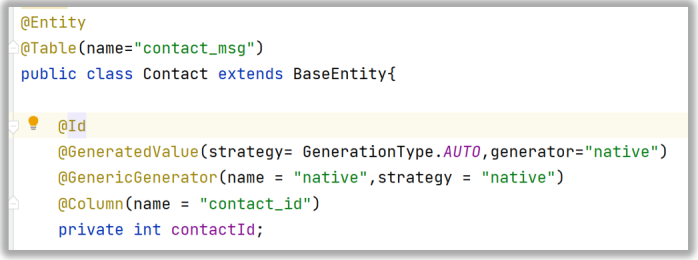 @Entity
@Table(name="contact_msg")
public class Contact extends BaseEntity{
@Id
@GeneratedValue(strategy= GenerationType.AUTO,generator="native")
@GenericGenerator(name = "native",strategy = "native")
@Column(name = "contact_id")
private int contactId;